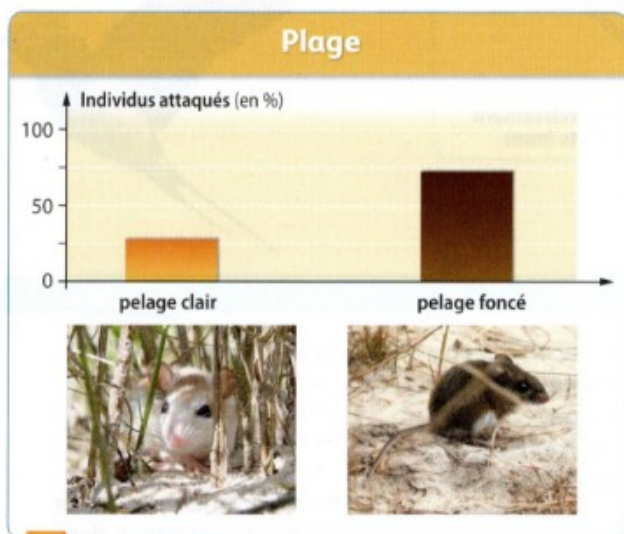 Plage
Individus attaqués (en %)
100
50
0
pelage clair
pelage foncé